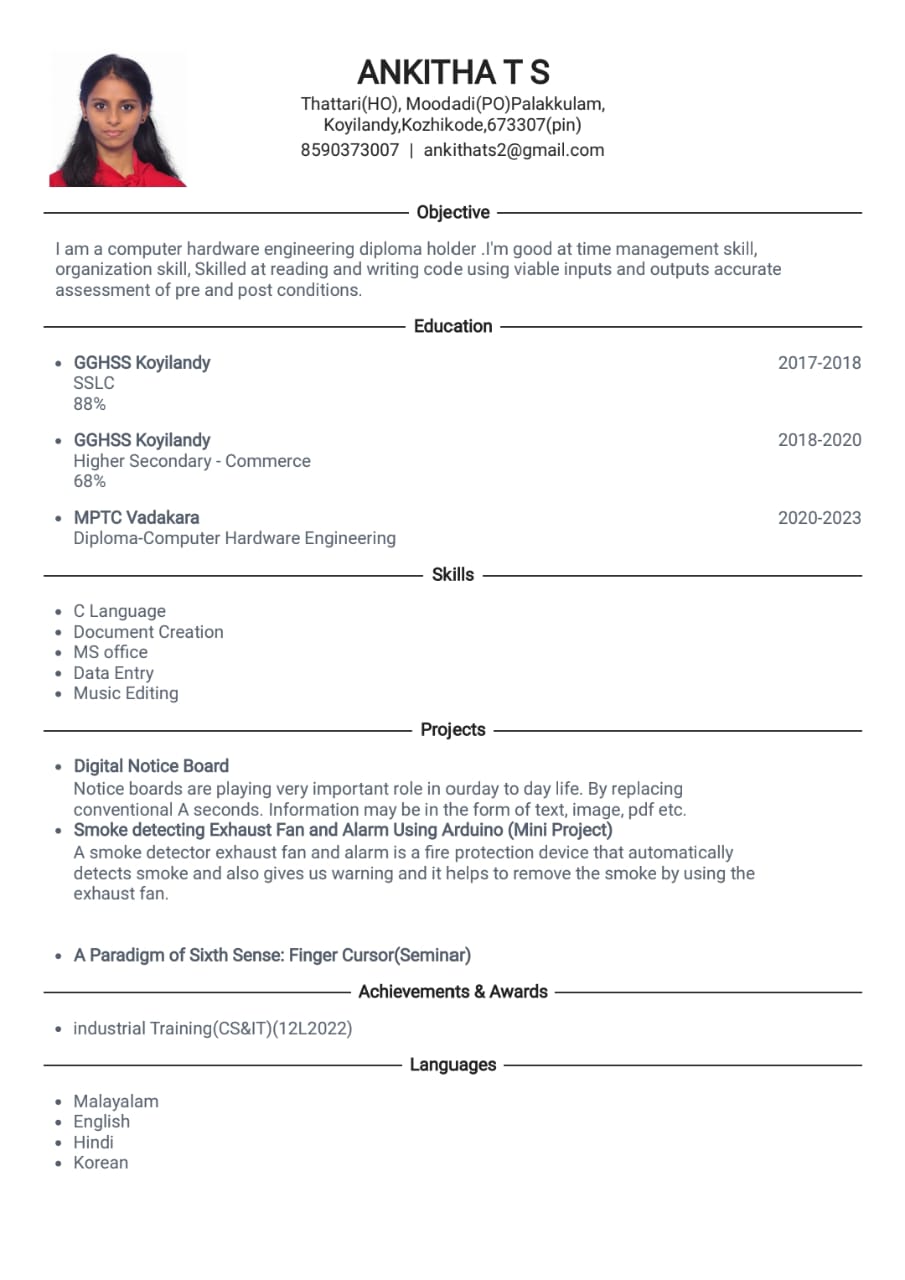 ANKITHA T S
Thattari(HO), Moodadi(PO)Palakkulam,
Koyilandy,Kozhikode,673307(pin)
8590373007 | ankithats2@gmail.com
Objective
I am a computer hardware engineering diploma holder .I'm good at time management skill,
organization skill, Skilled at reading and writing code using viable inputs and outputs accurate
assessment of pre and post conditions.
Education
• GGHSS Koyilandy 2017-2018
SSLC
88%
• GGHSS Koyilandy 2018-2020
Higher Secondary - Commerce
68%
• MPTC Vadakara 2020-2023
Diploma-Computer Hardware Engineering
Skills
• C Language
• Document Creation
• MS office
• Data Entry
• Music Editing
Projects
• Digital Notice Board
Notice boards are playing very important role in ourday to day life. By replacing
conventional A seconds. Information may be in the form of text, image, pdf etc.
• Smoke detecting Exhaust Fan and Alarm Using Arduino (Mini Project)
A smoke detector exhaust fan and alarm is a fire protection device that automatically
detects smoke and also gives us warning and it helps to remove the smoke by using the
exhaust fan.
• A Paradigm of Sixth Sense: Finger Cursor(Seminar)
Achievements & Awards
• industrial Training(CS&IT)(12L2022)
Languages
• Malayalam
• English
• Hindi
• Korean